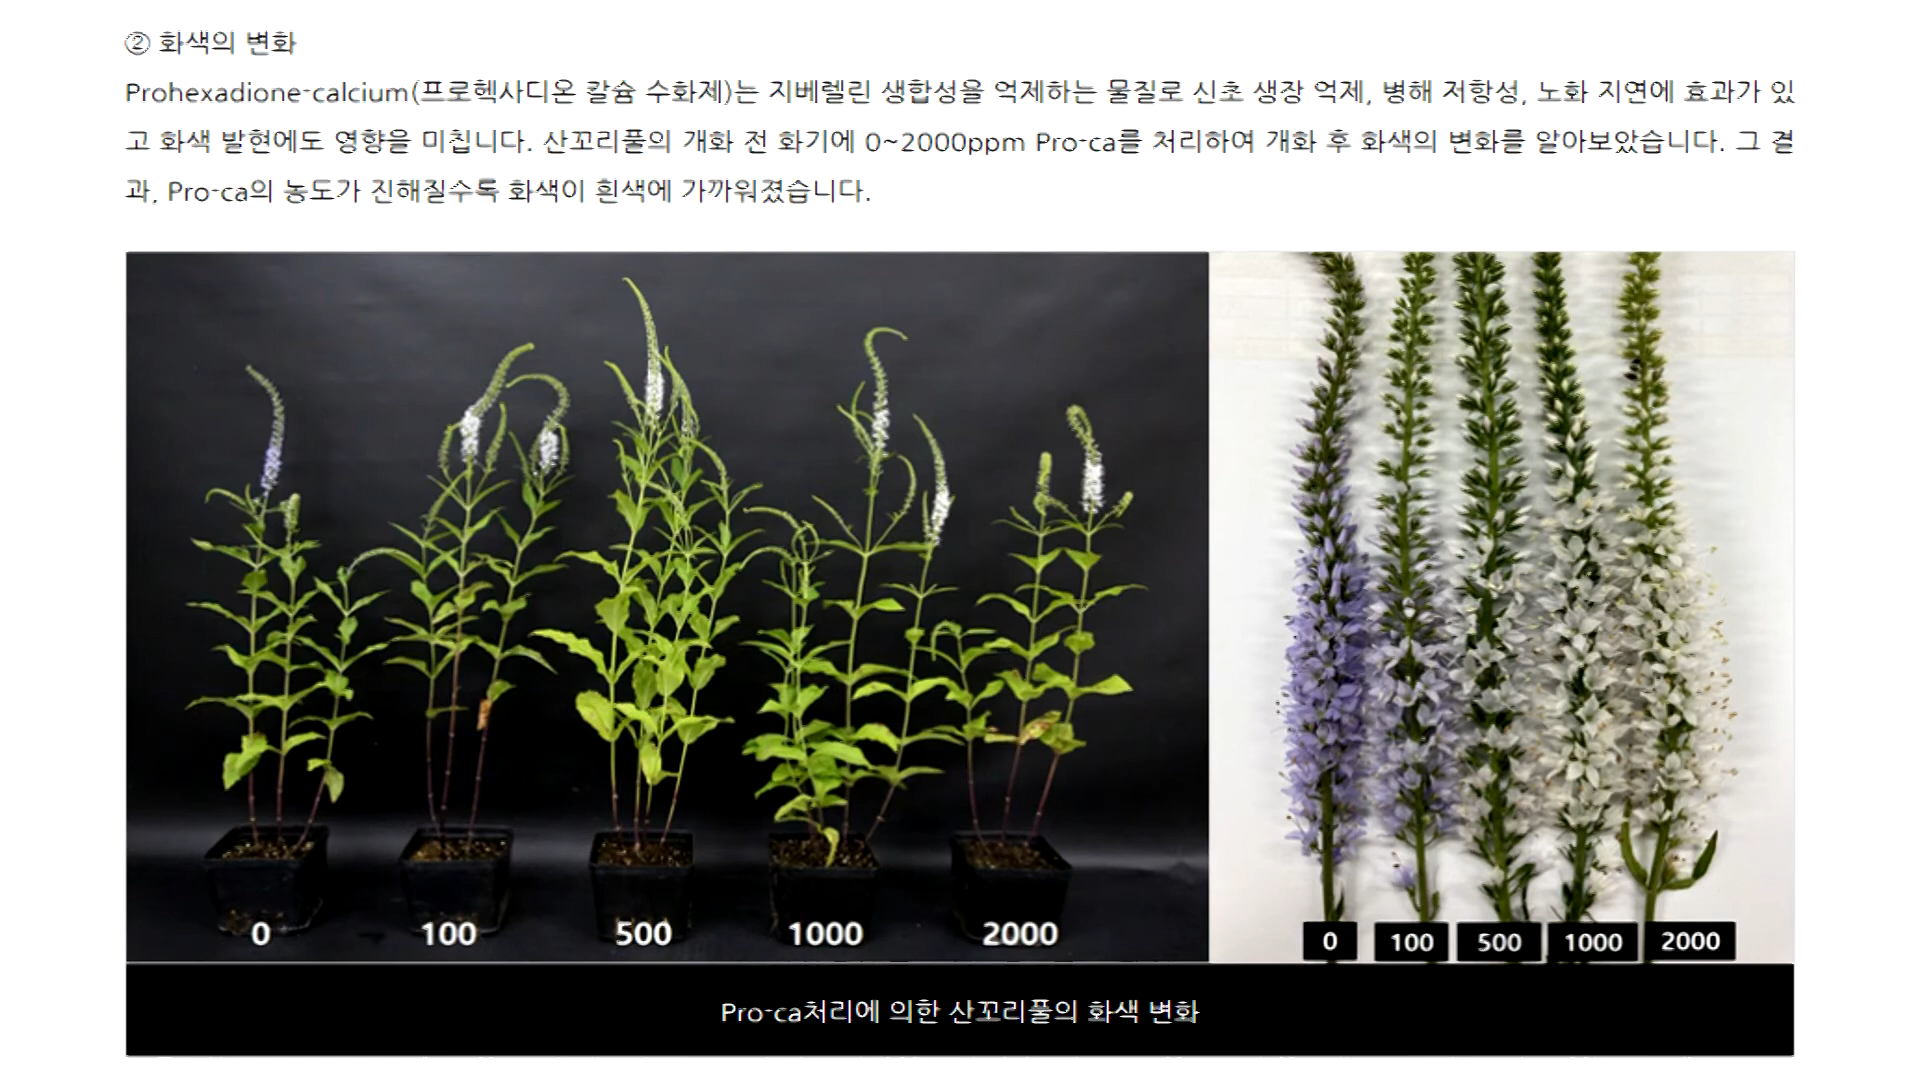 ② 화색의 변화
Prohexadione-calcium(프로헥사디온 칼슘 수화제)는 지베렐린 생합성을 억제하는 물질로 신초 생장 억제, 병해 저항성, 노화 지연에 효과가 있
고 화색 발현에도 영향을 미칩니다. 산꼬리풀의 개화 전 화기에 0~2000ppm Pro-ca를 처리하여 개화 후 화색의 변화를 알아보았습니다. 그 결
과, Pro-ca의 농도가 진해질수록 화색이 흰색에 가까워졌습니다.
0 100 500 1000 2000
0 100 500 1000 2000
Pro-ca처리에 의한 산꼬리풀의 화색 변화